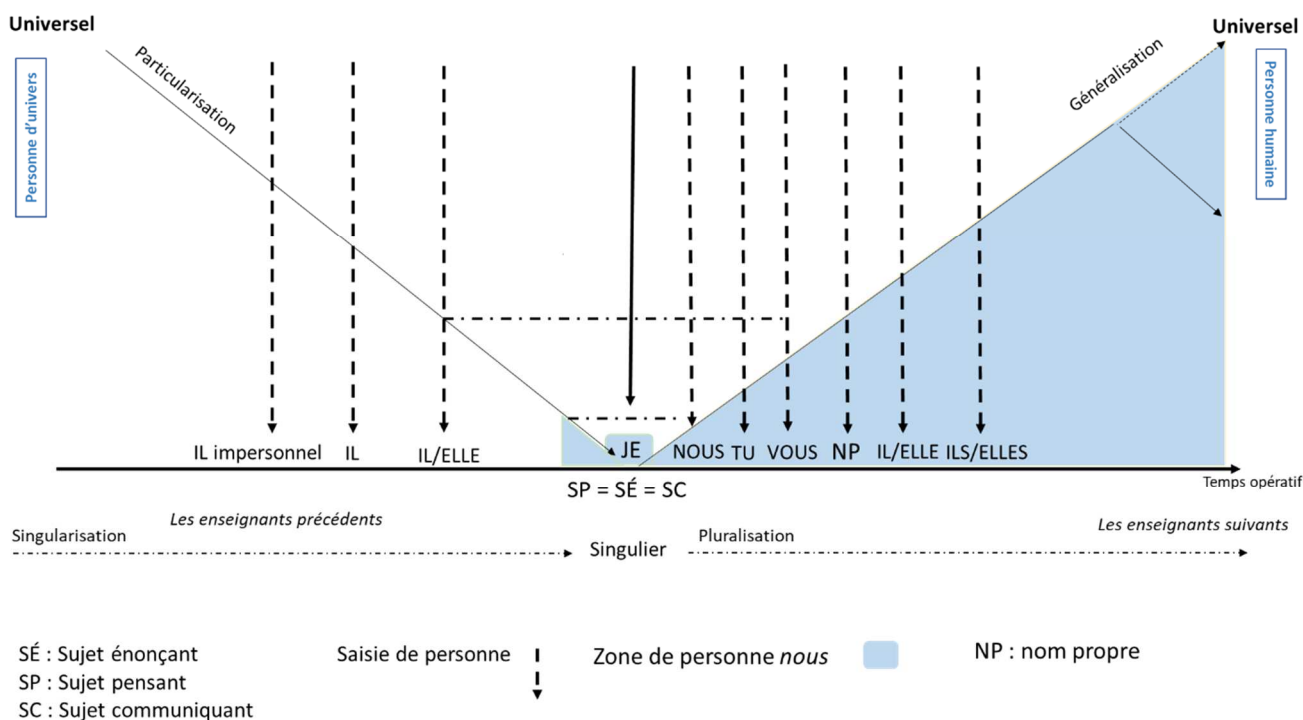 Universel
Universel
Personne d'univers
Particularisation
Généralisation
Personne humaine
IL impersonnel
IL
IL/ELLE
JE
NOUS
TU
VOUS
NP
IL/ELLE
ILS/ELLES
Temps opératif
SP = SÉ = SC
Les enseignants précédents
Les enseignants suivants
Singularisation
Singulier
Pluralisation
SÉ : Sujet énonçant
SP : Sujet pensant
SC : Sujet communiquant
Saisie de personne
Zone de personne nous
NP : nom propre